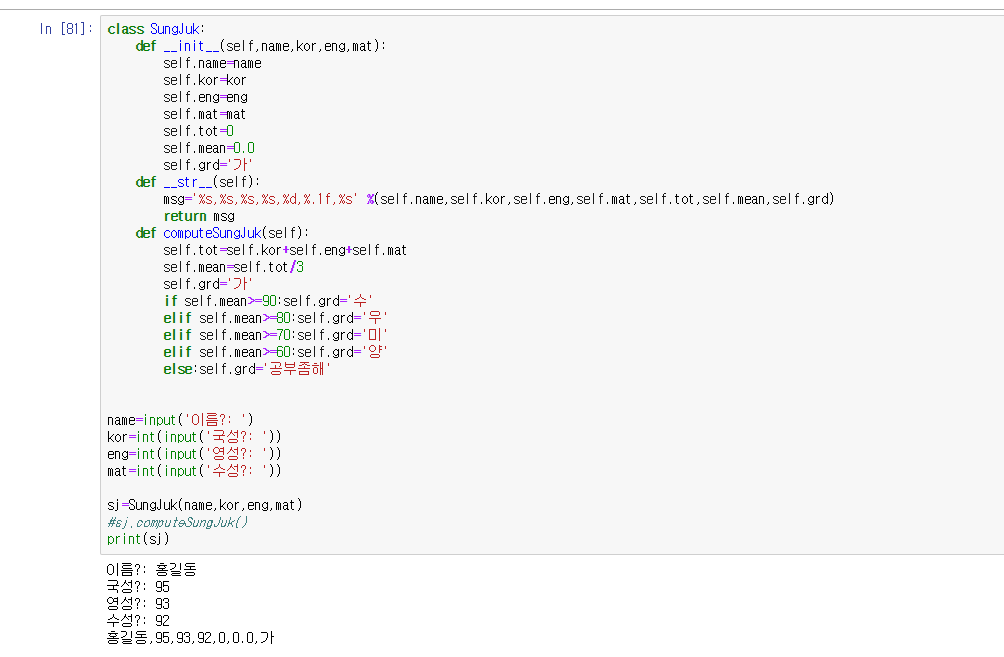 In [81]:
class SungJuk:
    def __init__(self,name,kor,eng,mat):
        self.name=name
        self.kor=kor
        self.eng=eng
        self.mat=mat
        self.tot=0
        self.mean=0.0
        self.grd='가'
    def __str__(self):
        msg='%s,%s,%s,%s,%d,%.1f,%s' %(self.name,self.kor,self.eng,self.mat,self.tot,self.mean,self.grd)
        return msg
    def computeSungJuk(self):
        self.tot=self.kor+self.eng+self.mat
        self.mean=self.tot/3
        self.grd='가'
        if self.mean>=90:self.grd='수'
        elif self.mean>=80:self.grd='우'
        elif self.mean>=70:self.grd='미'
        elif self.mean>=60:self.grd='양'
        else:self.grd='공부좀해'
name=input('이름?: ')
kor=int(input('국성?: '))
eng=int(input('영성?: '))
mat=int(input('수성?: '))
sj=SungJuk(name,kor,eng,mat)
#sj.computeSungJuk()
print(sj)
이름?: 홍길동
국성?: 95
영성?: 93
수성?: 92
홍길동,95,93,92,0,0.0,가